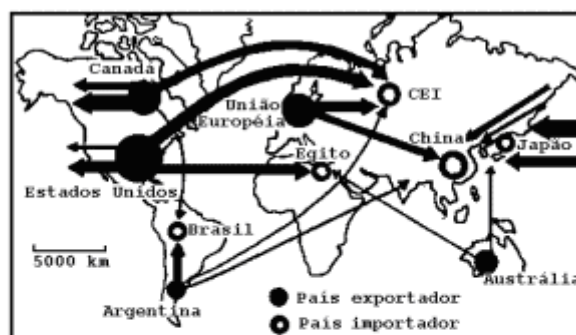 Canadá
CEI
União
Européia
China
Egito
Japão
Estados Unidos
Brasil
5000 km
Austrália
Argentina
País exportador
País importador